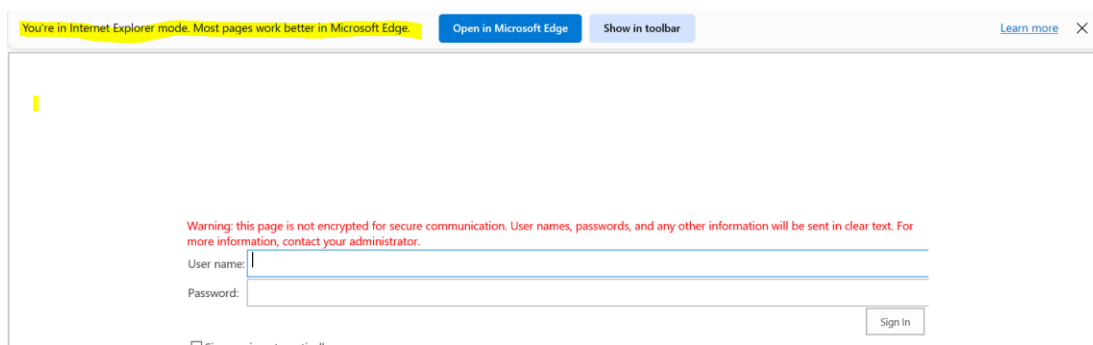 You're in Internet Explorer mode. Most pages work better in Microsoft Edge. Open in Microsoft Edge Show in toolbar Learn more
Warning: this page is not encrypted for secure communication. User names, passwords, and any other information will be sent in clear text. For
more information, contact your administrator.
User name:
Password:
Sign In